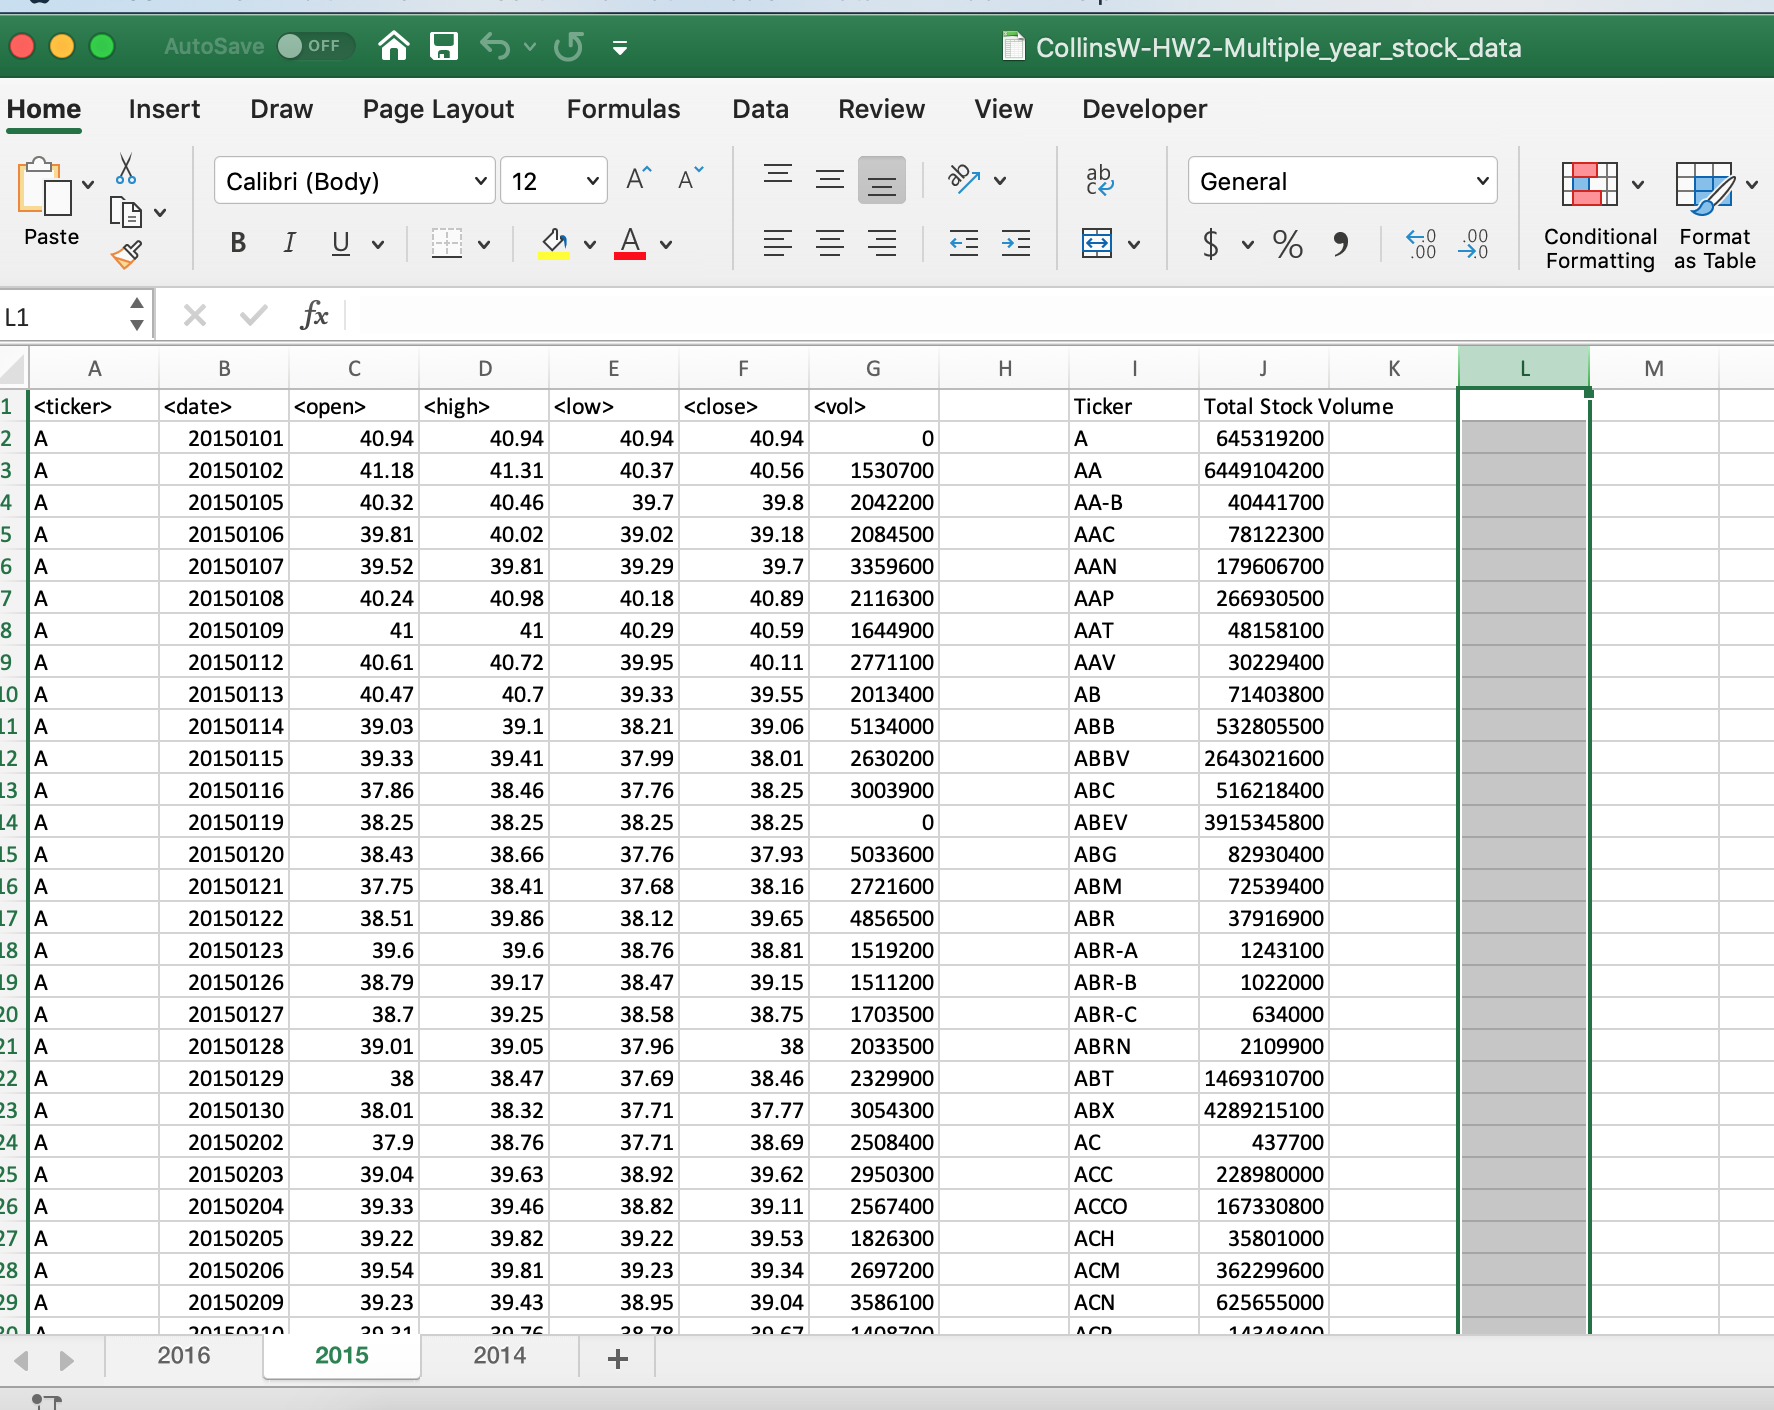 AutoSave OFF CollinsW-HW2-Multiple_year_stock_data
Home Insert Draw Page Layout Formulas Data Review View Developer
Paste Calibri (Body) 12 A A ab ab c General
B I U A $ % 9 .0 .00 .00 .0 Conditional Formatting Format as Table
L1 fx
A B C D E F G H I J K L M
1 <ticker> <date> <open> <high> <low> <close> <vol> Ticker Total Stock Volume
2 A 20150101 40.94 40.94 40.94 40.94 0 A 645319200
3 A 20150102 41.18 41.31 40.37 40.56 1530700 AA 6449104200
4 A 20150105 40.32 40.46 39.7 39.8 2042200 AA-B 40441700
5 A 20150106 39.81 40.02 39.02 39.18 2084500 AAC 78122300
6 A 20150107 39.52 39.81 39.29 39.7 3359600 AAN 179606700
7 A 20150108 40.24 40.98 40.18 40.89 2116300 AAP 266930500
8 A 20150109 41 41 40.29 40.59 1644900 AAT 48158100
9 A 20150112 40.61 40.72 39.95 40.11 2771100 AAV 30229400
10 A 20150113 40.47 40.7 39.33 39.55 2013400 AB 71403800
11 A 20150114 39.03 39.1 38.21 39.06 5134000 ABB 532805500
12 A 20150115 39.33 39.41 37.99 38.01 2630200 ABBV 2643021600
13 A 20150116 37.86 38.46 37.76 38.25 3003900 ABC 516218400
14 A 20150119 38.25 38.25 38.25 38.25 0 ABEV 3915345800
15 A 20150120 38.43 38.66 37.76 37.93 5033600 ABG 82930400
16 A 20150121 37.75 38.41 37.68 38.16 2721600 ABM 72539400
17 A 20150122 38.51 39.86 38.12 39.65 4856500 ABR 37916900
18 A 20150123 39.6 39.6 38.76 38.81 1519200 ABR-A 1243100
19 A 20150126 38.79 39.17 38.47 39.15 1511200 ABR-B 1022000
20 A 20150127 38.7 39.25 38.58 38.75 1703500 ABR-C 634000
21 A 20150128 39.01 39.05 37.96 38 2033500 ABRN 2109900
22 A 20150129 38 38.47 37.69 38.46 2329900 ABT 1469310700
23 A 20150130 38.01 38.32 37.71 37.77 3054300 ABX 4289215100
24 A 20150202 37.9 38.76 37.71 38.69 2508400 AC 437700
25 A 20150203 39.04 39.63 38.92 39.62 2950300 ACC 228980000
26 A 20150204 39.33 39.46 38.82 39.11 2567400 ACCO 167330800
27 A 20150205 39.22 39.82 39.22 39.53 1826300 ACH 35801000
28 A 20150206 39.54 39.81 39.23 39.34 2697200 ACM 362299600
29 A 20150209 39.23 39.43 38.95 39.04 3586100 ACN 625655000
2016 2015 2014 +